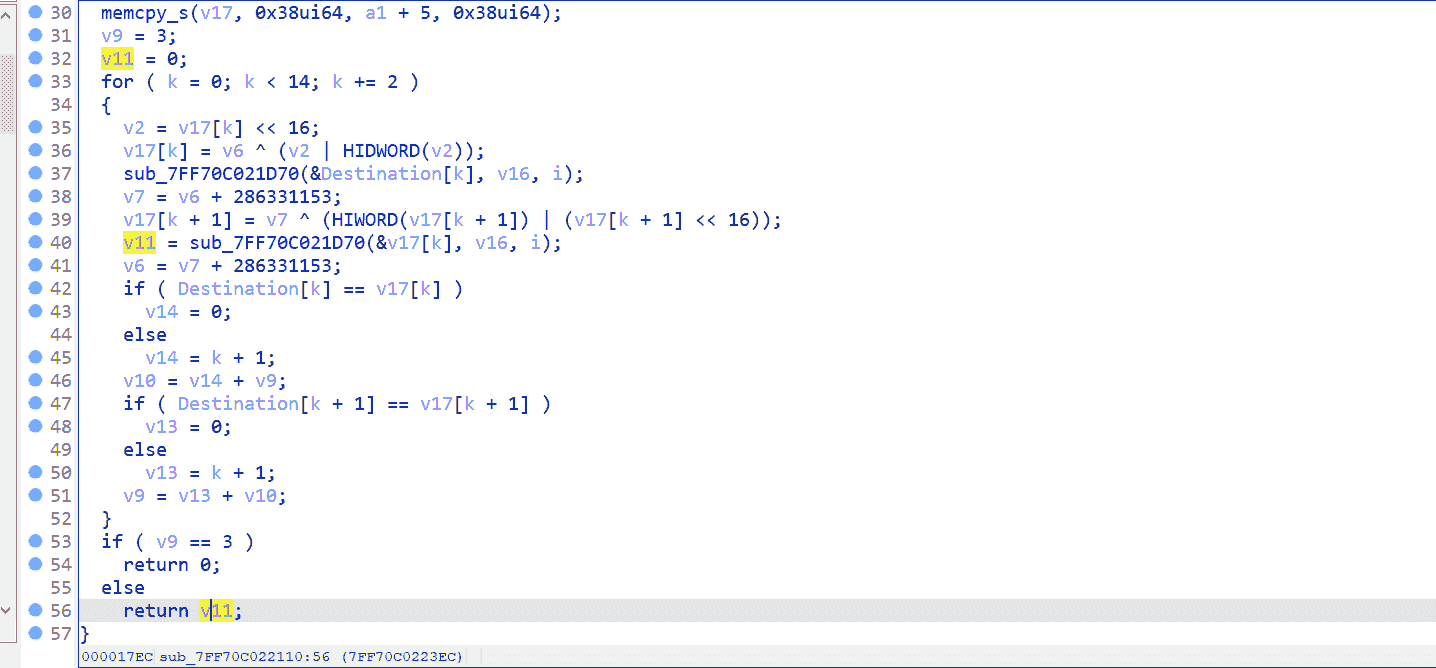 30 memcpy_s(v17, 0x38ui64, a1 + 5, 0x38ui64);
31 v9 = 3;
32 v11 = 0;
33 for ( k = 0; k < 14; k += 2 )
34 {
35 v2 = v17[k] << 16;
36 v17[k] = v6 ^ (v2 | HIDWORD(v2));
37 sub_7FF70C021D70(&Destination[k], v16, i);
38 v7 = v6 + 286331153;
39 v17[k + 1] = v7 ^ (HIWORD(v17[k + 1]) | (v17[k + 1] << 16));
40 v11 = sub_7FF70C021D70(&v17[k], v16, i);
41 v6 = v7 + 286331153;
42 if ( Destination[k] == v17[k] )
43 v14 = 0;
44 else
45 v14 = k + 1;
46 v10 = v14 + v9;
47 if ( Destination[k + 1] == v17[k + 1] )
48 v13 = 0;
49 else
50 v13 = k + 1;
51 v9 = v13 + v10;
52 }
53 if ( v9 == 3 )
54 return 0;
55 else
56 return v11;
57 }
000017EC sub_7FF70C022110:56 (7FF70C0223EC)